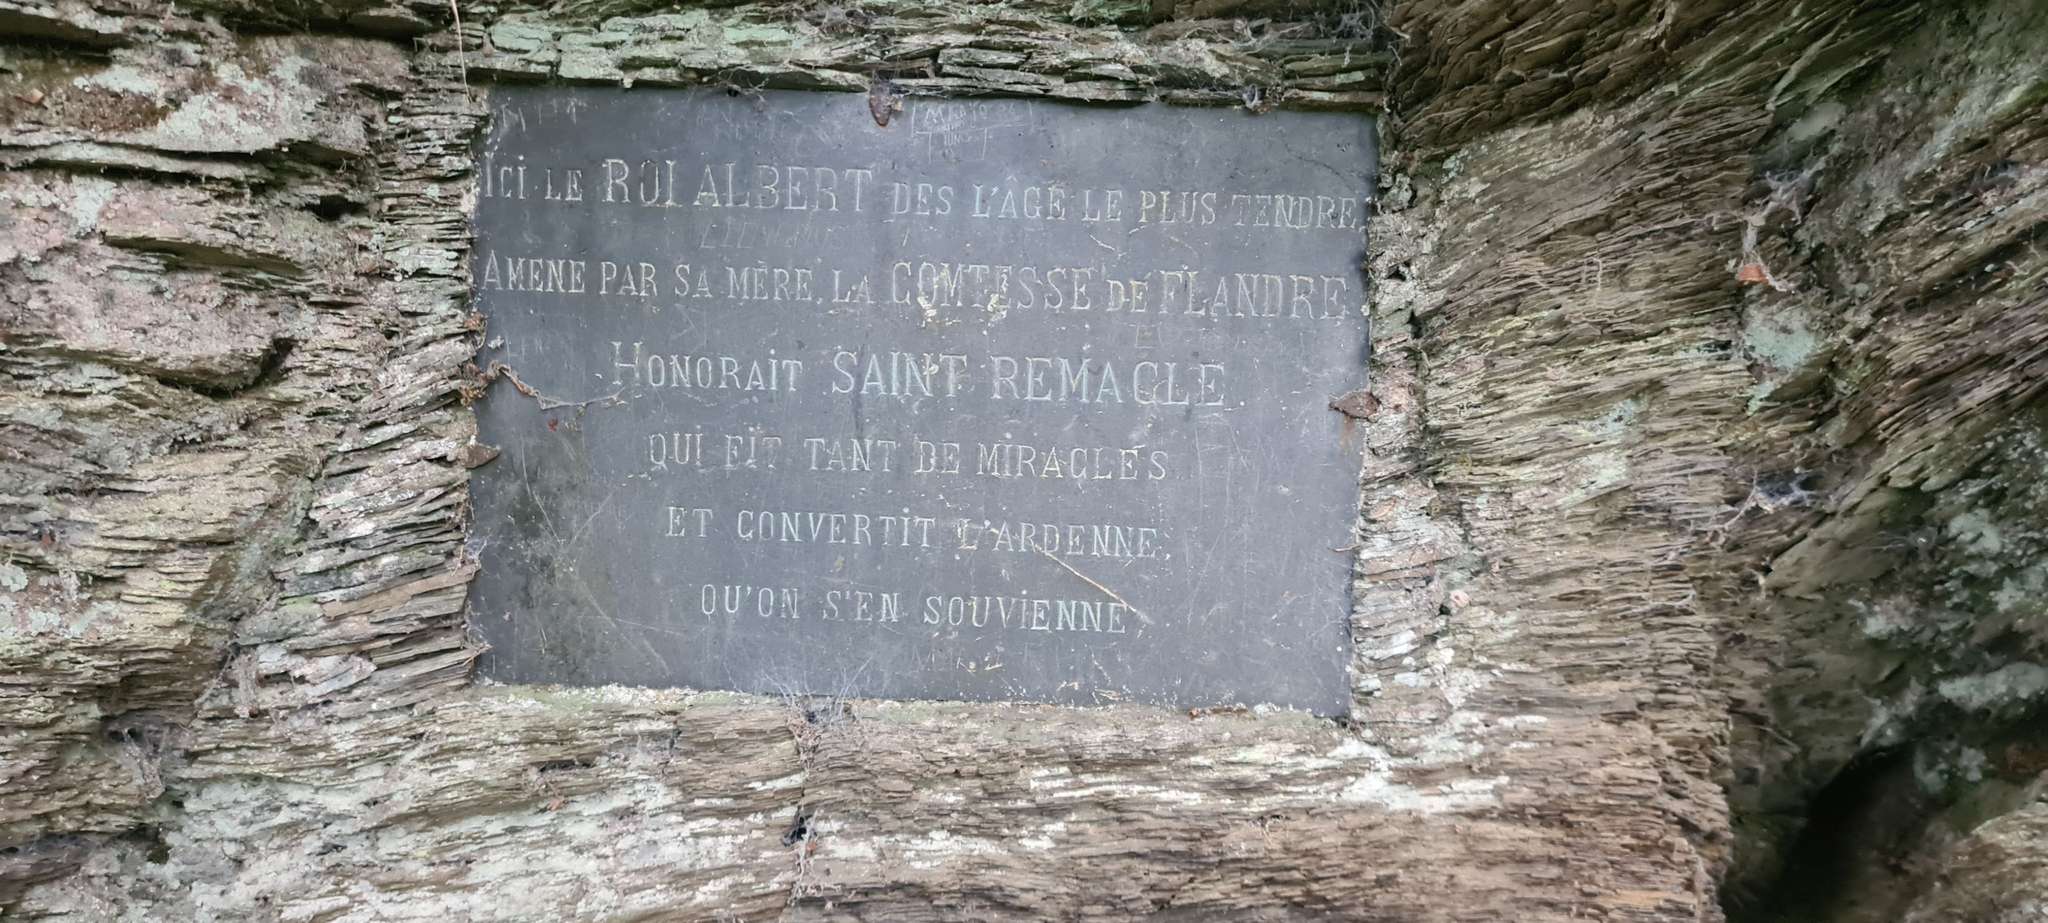 ICI LE ROI ALBERT DES L'ÂGE LE PLUS TENDRE,
AMENE PAR SA MÈRE, LA COMTESSE DE FLANDRE
HONORAIT SAINT REMACLE
QUI FIT TANT DE MIRACLES
ET CONVERTIT L'ARDENNE;
QU'ON S'EN SOUVIENNE